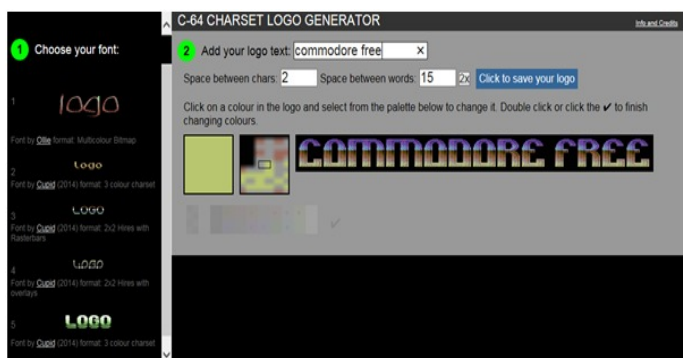 C-64 CHARSET LOGO GENERATOR
Info and Credits
1 Choose your font:
1
logo
Font by Ollie format: Multicolour Bitmap
2
Logo
Font by Cupid (2014) format: 3 colour charset
3
LOGO
Font by Cupid (2014) format: 2x2 Hires with
Rasterbars
4
LOGO
Font by Cupid (2014) format: 2x2 Hires with
overlays
5
LOGO
Font by Cupid (2014) format: 3 colour charset
2 Add your logo text: commodore free ×
Space between chars: 2 Space between words: 15 2x Click to save your logo
Click on a colour in the logo and select from the palette below to change it. Double click or click the ✔ to finish
changing colours.
COMMODORE FREE
✔